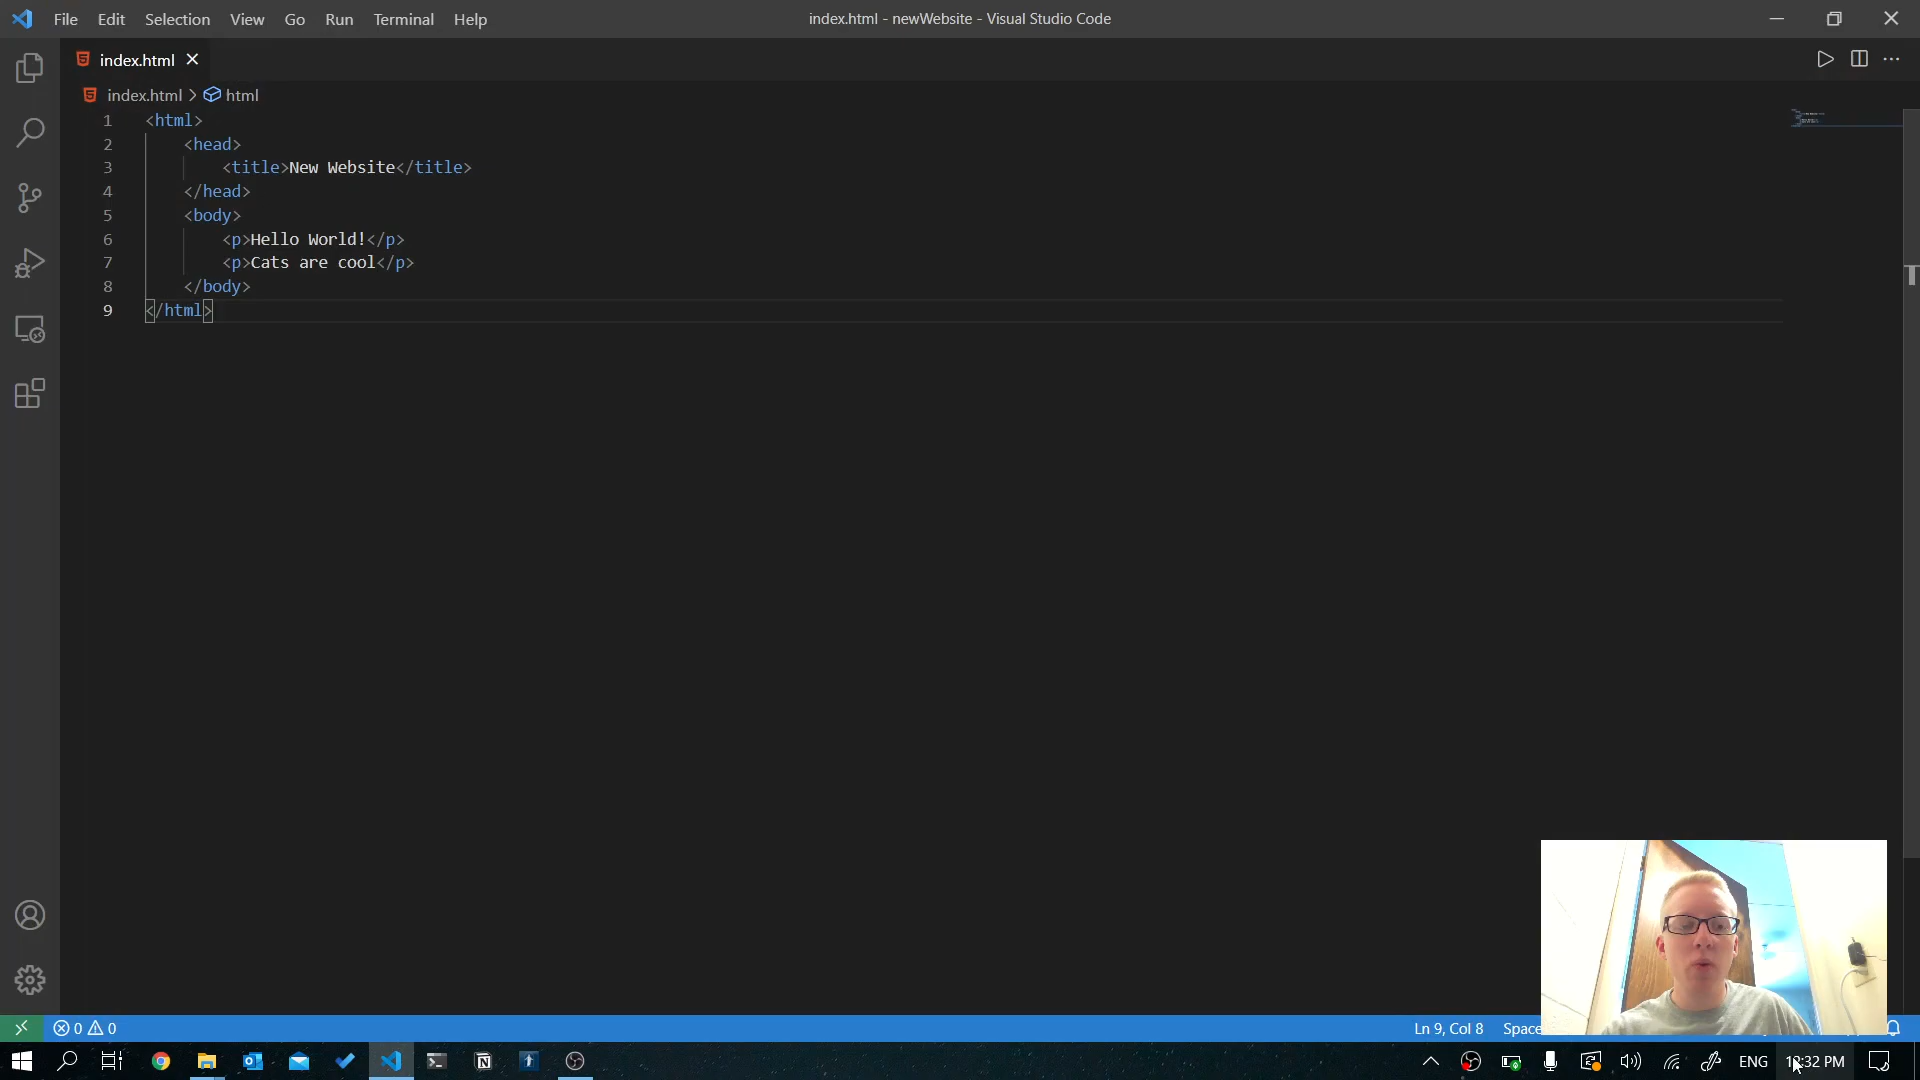 File Edit Selection View Go Run Terminal Help
index.html - newWebsite - Visual Studio Code
index.html
index.html > html
1 <html>
2 <head>
3 <title>New Website</title>
4 </head>
5 <body>
6 <p>Hello World!</p>
7 <p>Cats are cool</p>
8 </body>
9 </html>
0 0
Ln 9, Col 8
ENG
12:32 PM